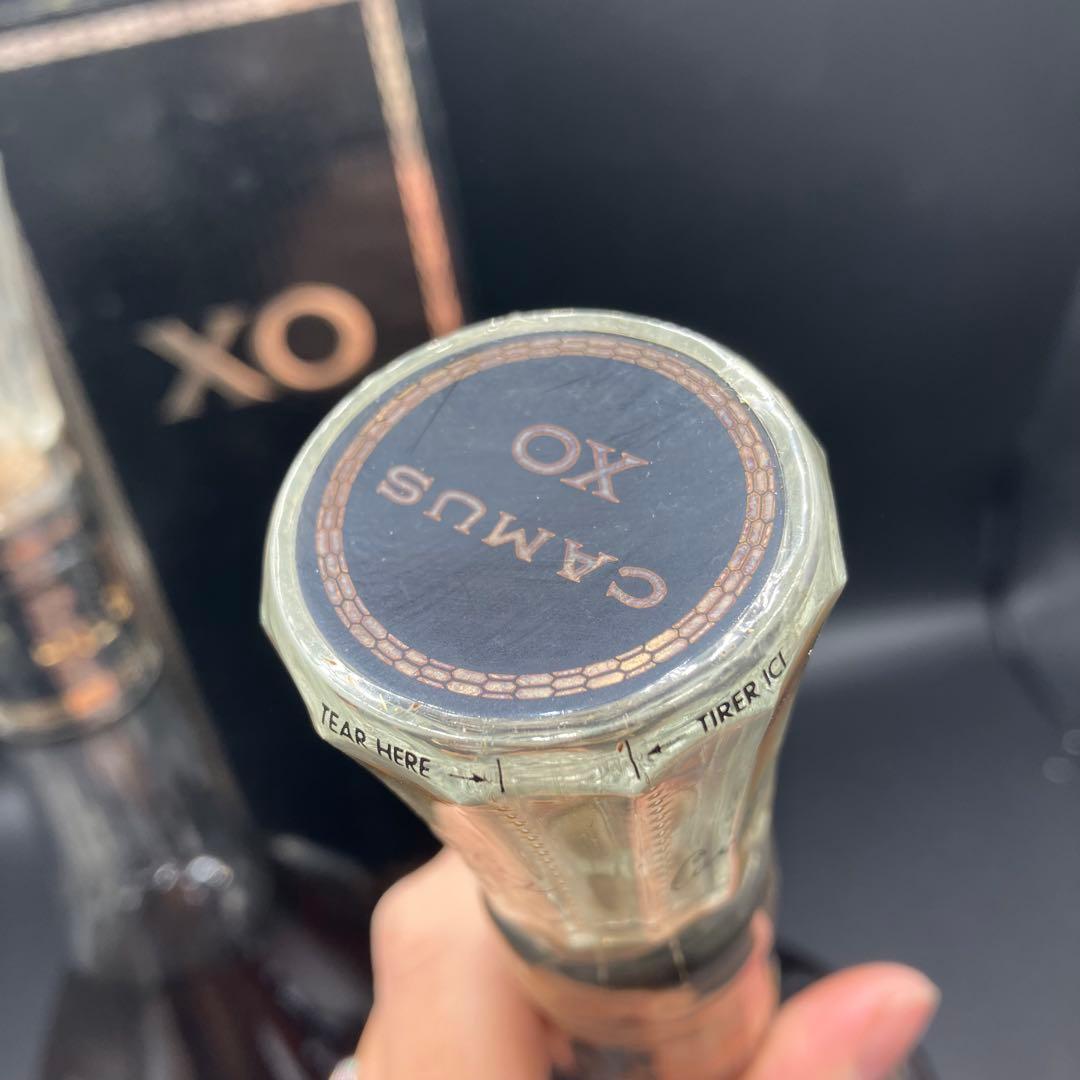 XO
CAMUS
XO
TEAR HERE
TIRER ICI